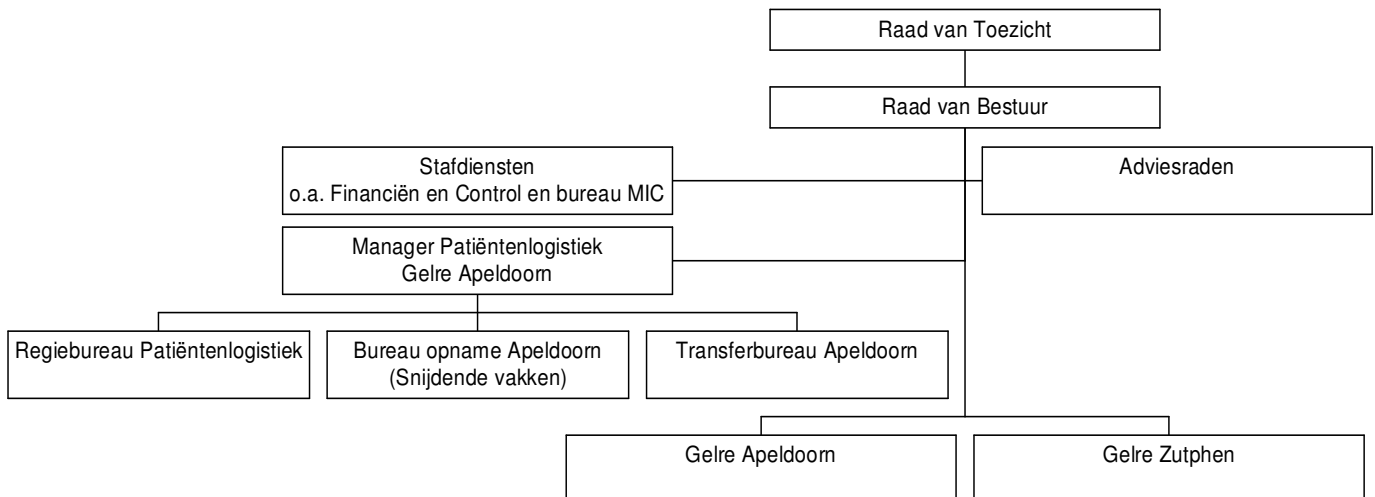 Raad van Toezicht
Raad van Bestuur
Stafdiensten
o.a. Financiën en Control en bureau MIC
Adviesraden
Manager Patiëntenlogistiek
Gelre Apeldoorn
Regiebureau Patiëntenlogistiek
Bureau opname Apeldoorn
(Snijdende vakken)
Transferbureau Apeldoorn
Gelre Apeldoorn
Gelre Zutphen